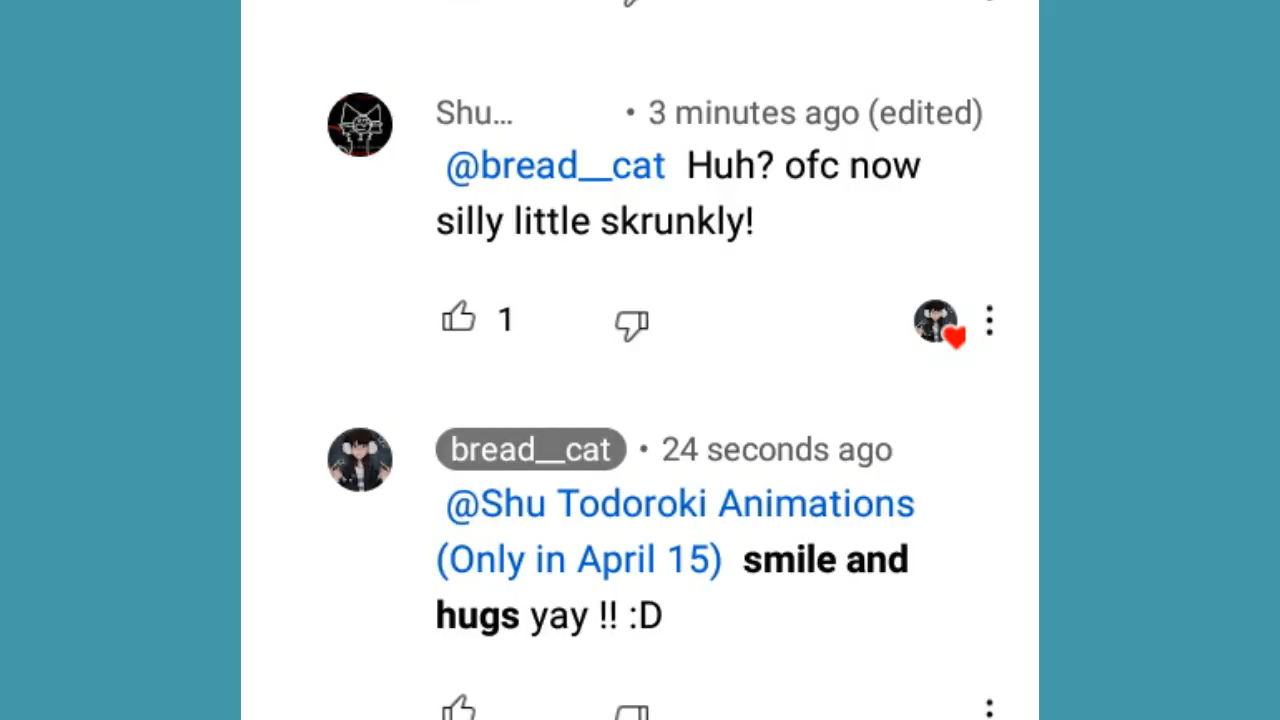 Shu... • 3 minutes ago (edited)
@bread__cat Huh? ofc now
silly little skrunkly!
1
bread__cat • 24 seconds ago
@Shu Todoroki Animations
(Only in April 15) smile and
hugs yay !! :D